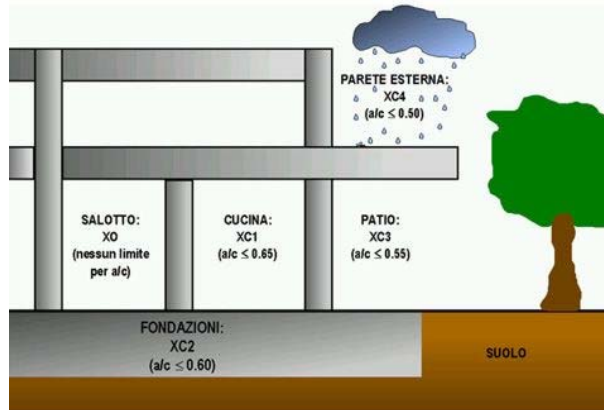 PARETE ESTERNA:
XC4
(a/c ≤ 0.50)
SALOTTO:
XO
(nessun limite
per a/c)
CUCINA:
XC1
(a/c ≤ 0.65)
PATIO:
XC3
(a/c ≤ 0.55)
FONDAZIONI:
XC2
(a/c ≤ 0.60)
SUOLO